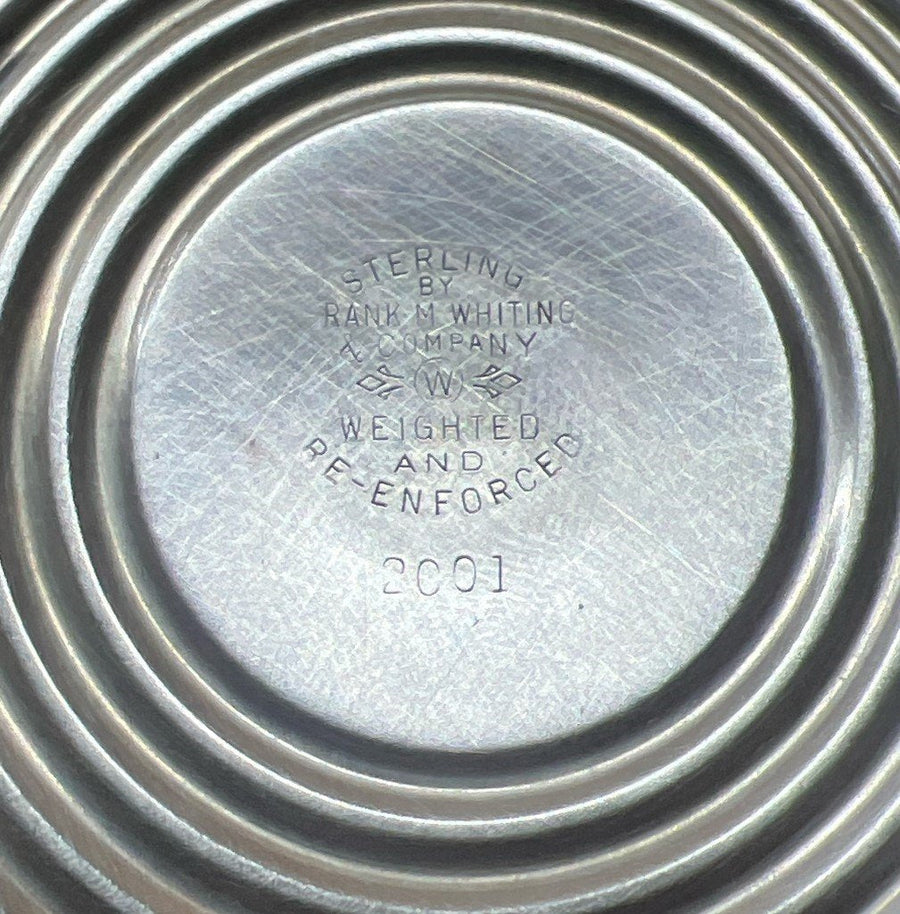 STERLING
BY
RANK M WHITING
& COMPANY
W
WEIGHTED
AND
RE-ENFORCED
2001